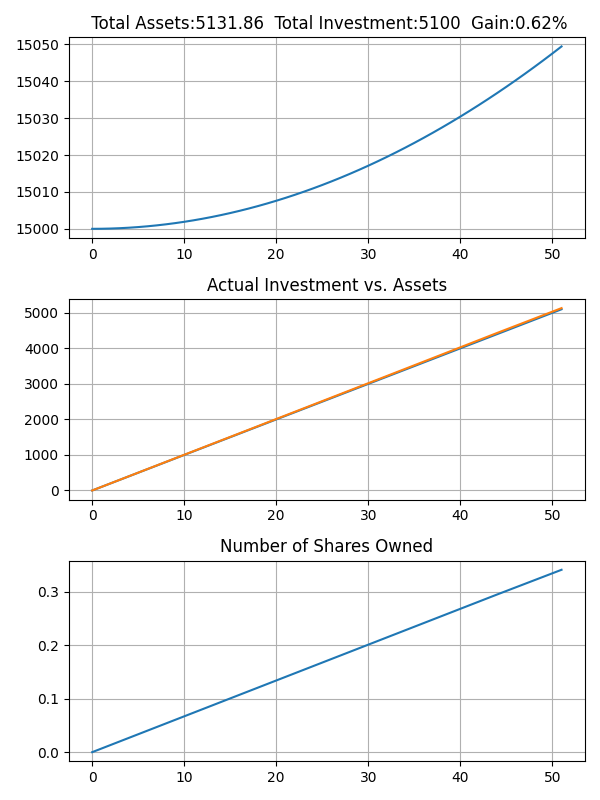 Total Assets:5131.86  Total Investment:5100  Gain:0.62%
15050
15040
15030
15020
15010
15000
0 10 20 30 40 50
Actual Investment vs. Assets
5000
4000
3000
2000
1000
0
0 10 20 30 40 50
Number of Shares Owned
0.3
0.2
0.1
0.0
0 10 20 30 40 50